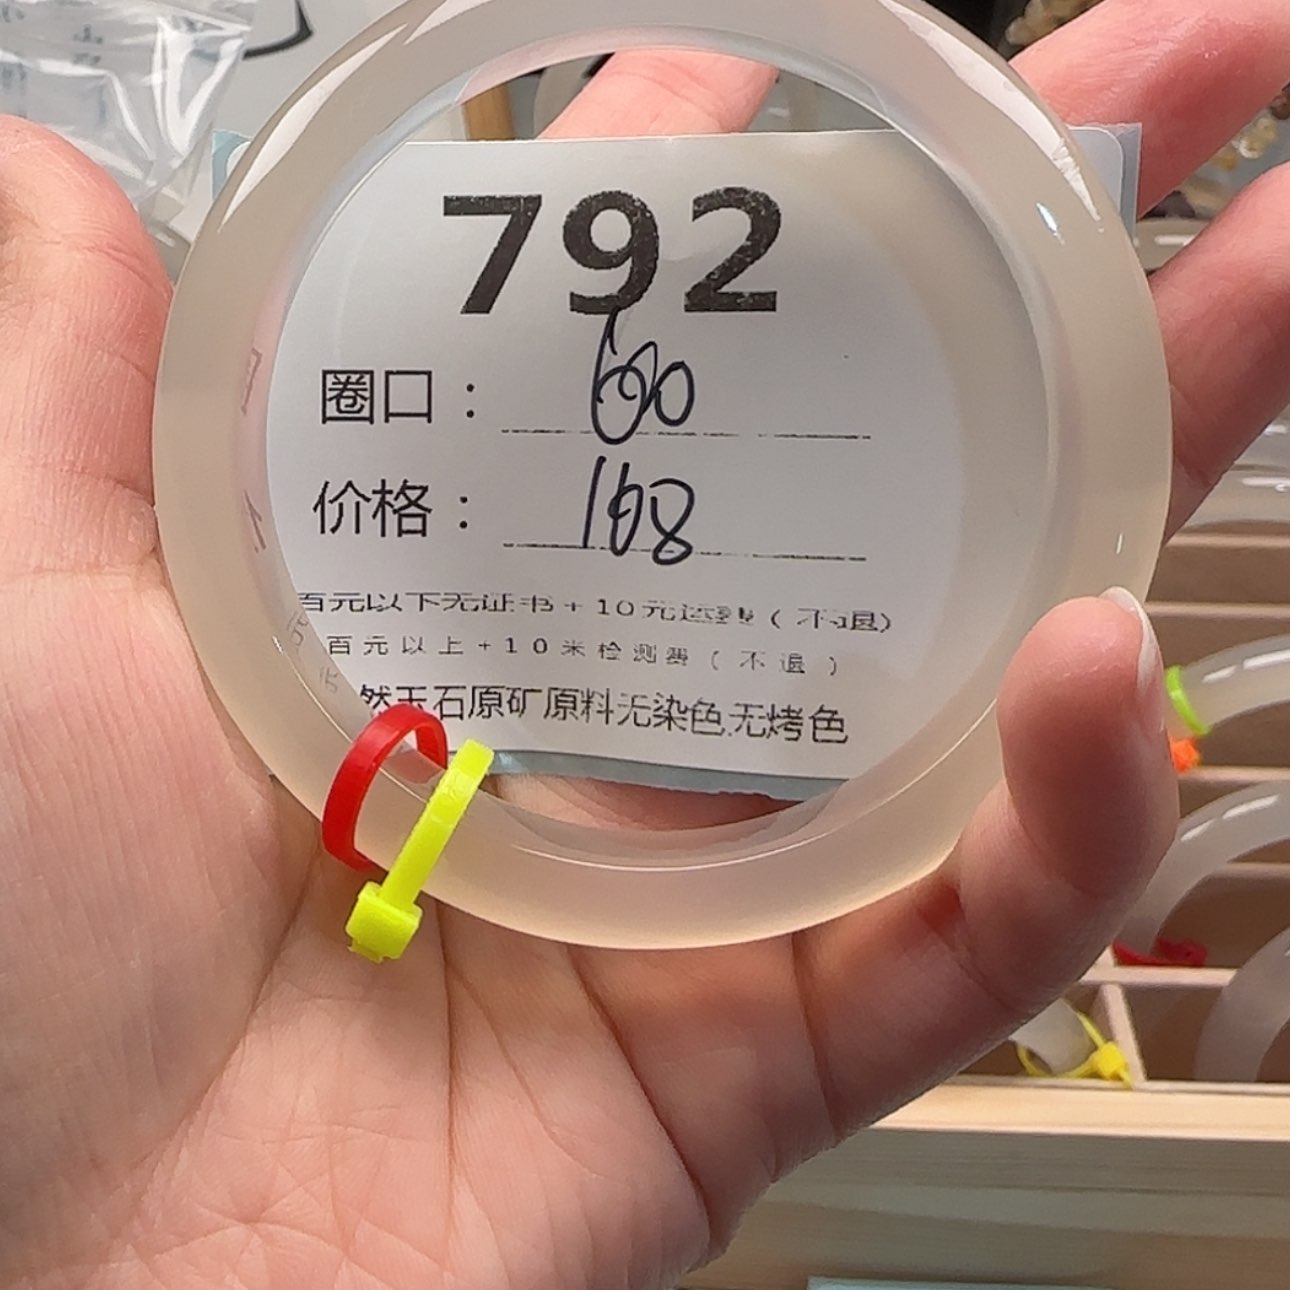 792
圈口： 60
价格： 168
百元以下无证书+10元运费(不退)
百元以上+10米检测费(不退)
然玉石原矿原料无染色.无烤色